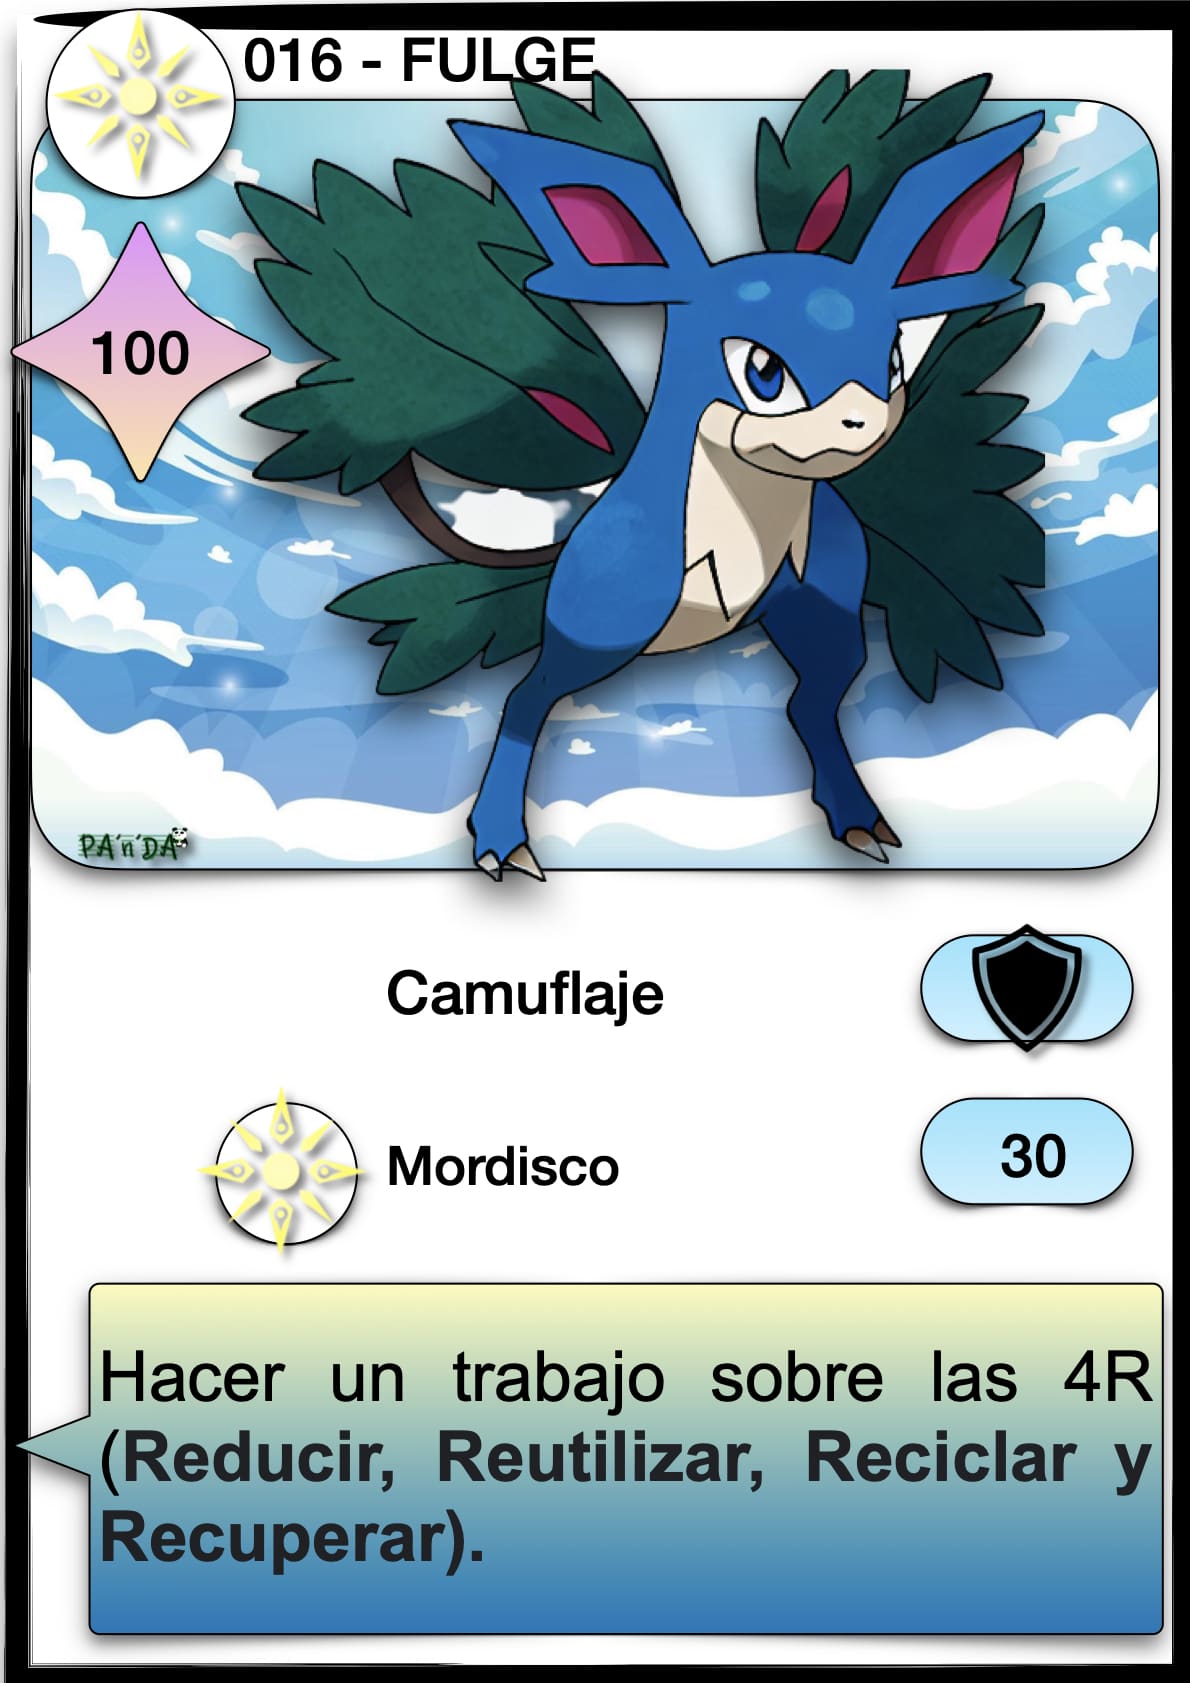 016 - FULGE
100
PA'n'DA
Camuflaje
Mordisco
30
Hacer un trabajo sobre las 4R
(Reducir, Reutilizar, Reciclar y
Recuperar).